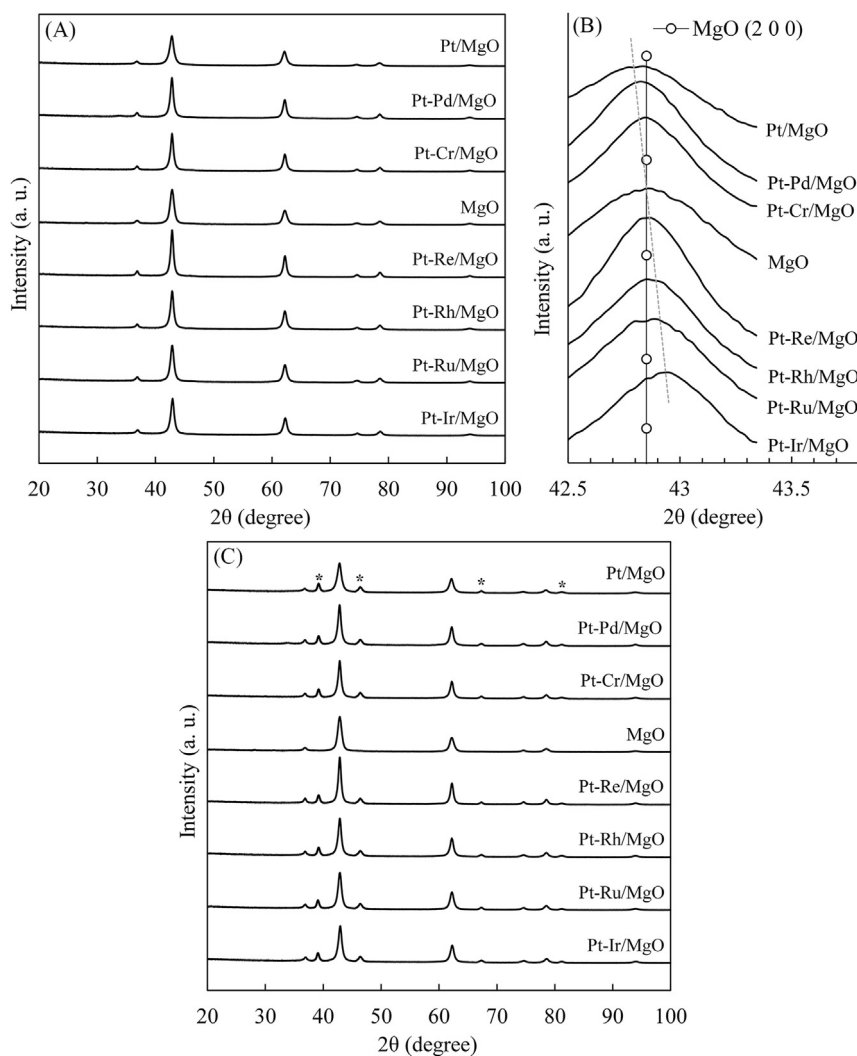 (A)
Pt/MgO
Pt-Pd/MgO
Pt-Cr/MgO
MgO
Pt-Re/MgO
Pt-Rh/MgO
Pt-Ru/MgO
Pt-Ir/MgO
Intensity (a. u.)
20 30 40 50 60 70 80 90 100
2θ (degree)
(B)
MgO (2 0 0)
Pt/MgO
Pt-Pd/MgO
Pt-Cr/MgO
MgO
Pt-Re/MgO
Pt-Rh/MgO
Pt-Ru/MgO
Pt-Ir/MgO
Intensity (a. u.)
42.5 43 43.5
2θ (degree)
(C)
* * * *
Pt/MgO
Pt-Pd/MgO
Pt-Cr/MgO
MgO
Pt-Re/MgO
Pt-Rh/MgO
Pt-Ru/MgO
Pt-Ir/MgO
Intensity (a. u.)
20 30 40 50 60 70 80 90 100
2θ (degree)